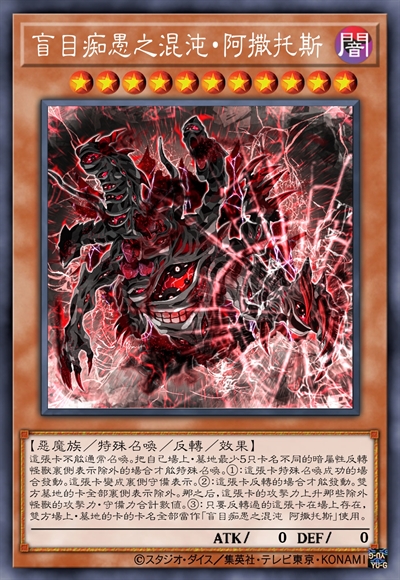 盲目痴愚之混沌・阿撒托斯
闇
【惡魔族／特殊召喚／反轉／效果】
這張卡不能通常召喚。把自己場上・墓地最少5只卡名不同的暗屬性反轉
怪獸裏側表示除外的場合才能特殊召喚。①：這張卡特殊召喚成功的場
合發動。這張卡變成裏側守備表示。②：這張卡反轉的場合才能發動。雙
方墓地的卡全部裏側表示除外。那之后，這張卡的攻擊力上升那些除外
怪獸的攻擊力・守備力合計數值。③：只要反轉過的這張卡在場上存在，
雙方場上・墓地的卡的卡名全部當作「盲目痴愚之混沌 阿撒托斯」使用。
ATK/ 0 DEF/ 0
©スタジオ・ダイス／集英社・テレビ東京・KONAMI